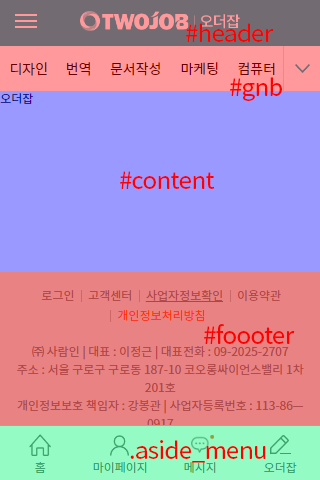 OTWOJOB | 오더잡
#header
디자인 번역 문서작성 마케팅 컴퓨터
#gnb
오더잡
#content
로그인 | 고객센터 | 사업자정보확인 | 이용약관
| 개인정보처리방침
#foooter
㈜ 사람인 | 대표 : 이정근 | 대표전화 : 09-2025-2707
주소 : 서울 구로구 구로동 187-10 코오롱싸이언스밸리 1차
201호
개인정보보호 책임자 : 강봉관 | 사업자등록번호 : 113-86—
0917
.aside_menu
홈 마이페이지 메시지 오더잡